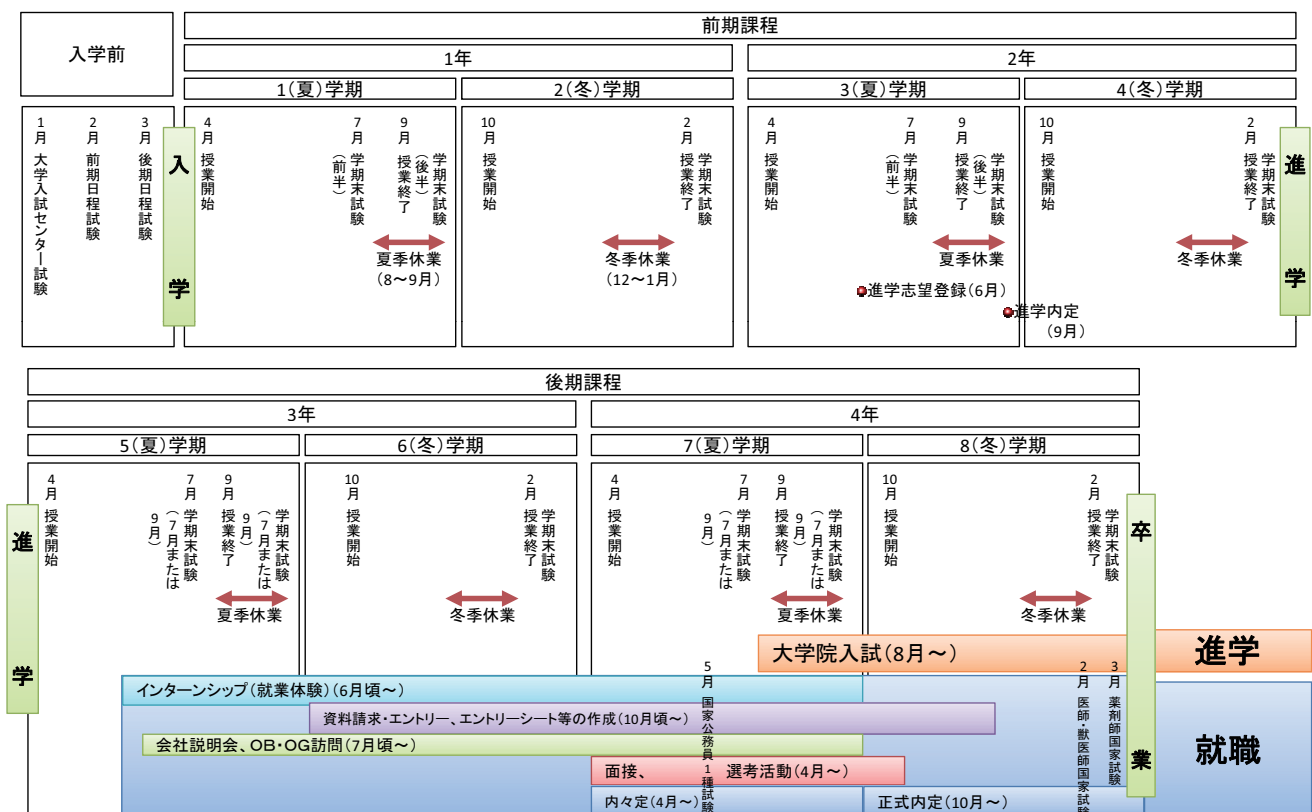 入学前
前期課程
1年
2年
1(夏)学期
2(冬)学期
3(夏)学期
4(冬)学期
1月 大学入試センター試験
2月 前期日程試験
3月 後期日程試験
入学
4月 授業開始
7月 学期末試験
(前半)
9月 授業終了
学期末試験
(後半)
夏季休業
(8~9月)
10月 授業開始
2月 授業終了
学期末試験
冬季休業
(12~1月)
4月 授業開始
7月 学期末試験
(前半)
9月 授業終了
学期末試験
(後半)
夏季休業
進学志望登録(6月)
進学内定
(9月)
10月 授業開始
2月 授業終了
学期末試験
冬季休業
進学
後期課程
3年
4年
5(夏)学期
6(冬)学期
7(夏)学期
8(冬)学期
進学
4月 授業開始
7月 学期末試験
(7月または
9月)
9月 授業終了
学期末試験
(7月または
9月)
夏季休業
10月 授業開始
2月 授業終了
学期末試験
冬季休業
4月 授業開始
7月 学期末試験
(7月または
9月)
9月 授業終了
学期末試験
(7月または
9月)
夏季休業
10月 授業開始
2月 授業終了
学期末試験
冬季休業
卒業
大学院入試(8月~)
進学
インターンシップ(就業体験)(6月頃~)
資料請求・エントリー、エントリーシート等の作成(10月頃~)
会社説明会、OB・OG訪問(7月頃~)
面接、 選考活動(4月~)
内々定(4月~)
正式内定(10月~)
5月 国家公務員1種試験
2月 医師・獣医師国家試験
3月 薬剤師国家試験
就職